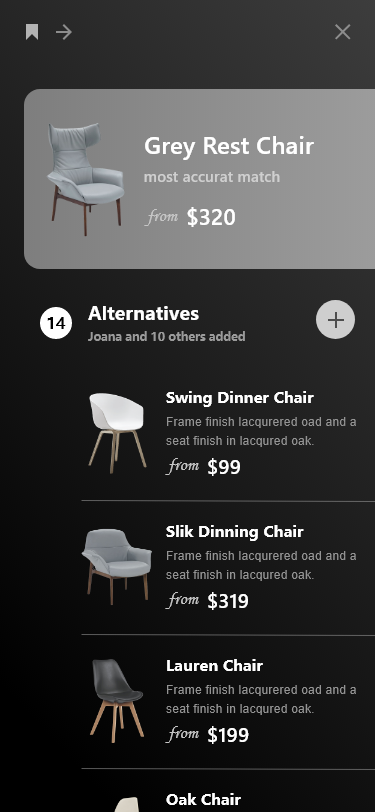 Grey Rest Chair
most accurat match
from $320
14
Alternatives
Joana and 10 others added
Swing Dinner Chair
Frame finish lacqurered oad and a
seat finish in lacqured oak.
from $99
Slik Dinning Chair
Frame finish lacqurered oad and a
seat finish in lacqured oak.
from $319
Lauren Chair
Frame finish lacqurered oad and a
seat finish in lacqured oak.
from $199
Oak Chair